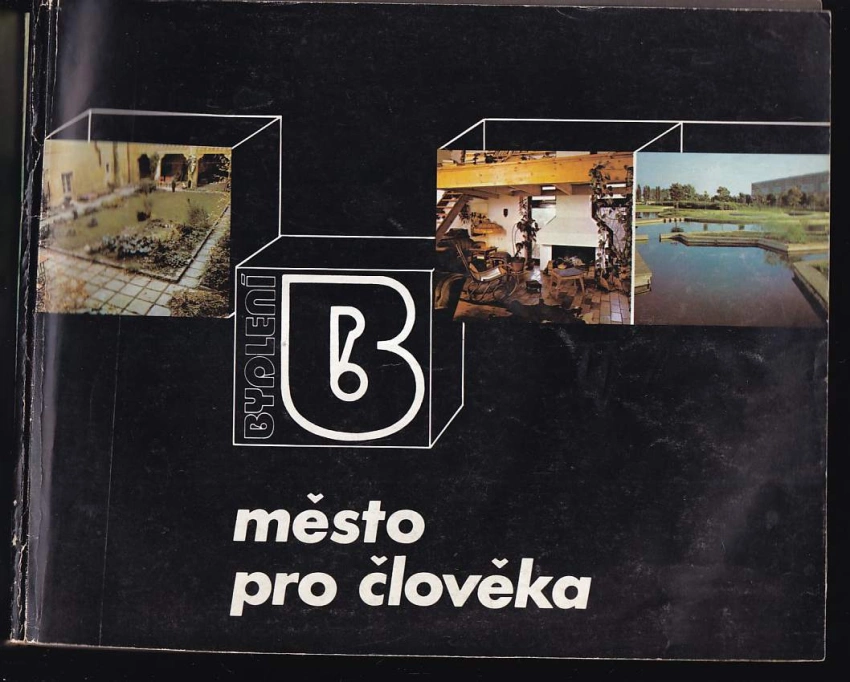 BYDLENÍ
B
město
pro člověka